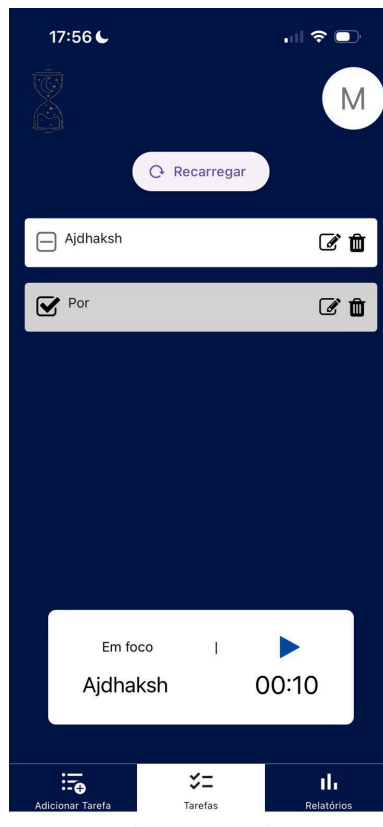 17:56
M
Recarregar
Ajdhaksh
Por
Em foco |
Ajdhaksh 00:10
Adicionar Tarefa Tarefas Relatórios